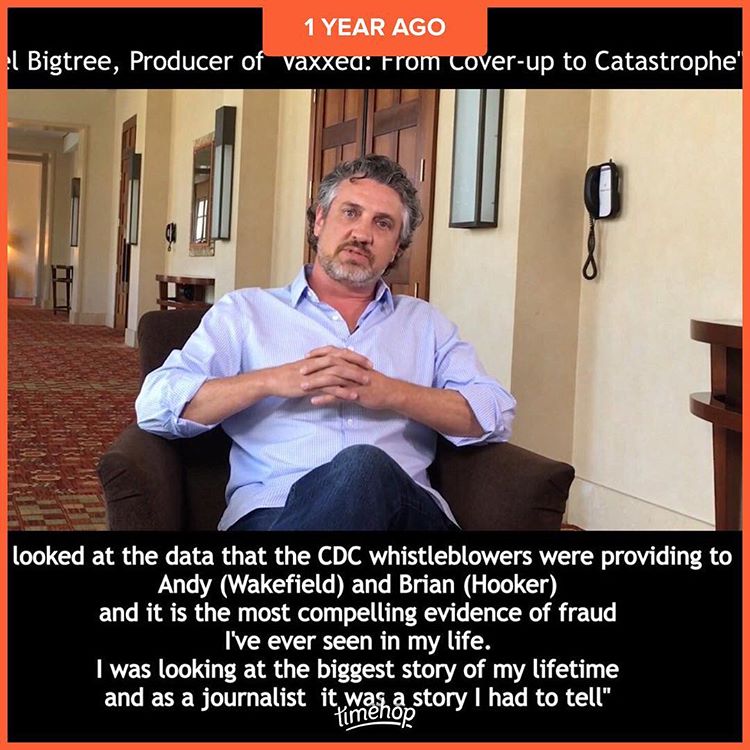 1 YEAR AGO
el Bigtree, Producer of "Vaxxed: From Cover-up to Catastrophe"
looked at the data that the CDC whistleblowers were providing to
Andy (Wakefield) and Brian (Hooker)
and it is the most compelling evidence of fraud
I've ever seen in my life.
I was looking at the biggest story of my lifetime
and as a journalist it was a story I had to tell"
timehop